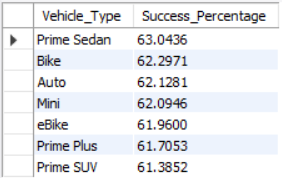 Vehicle_Type Success_Percentage
Prime Sedan 63.0436
Bike 62.2971
Auto 62.1281
Mini 62.0946
eBike 61.9600
Prime Plus 61.7053
Prime SUV 61.3852